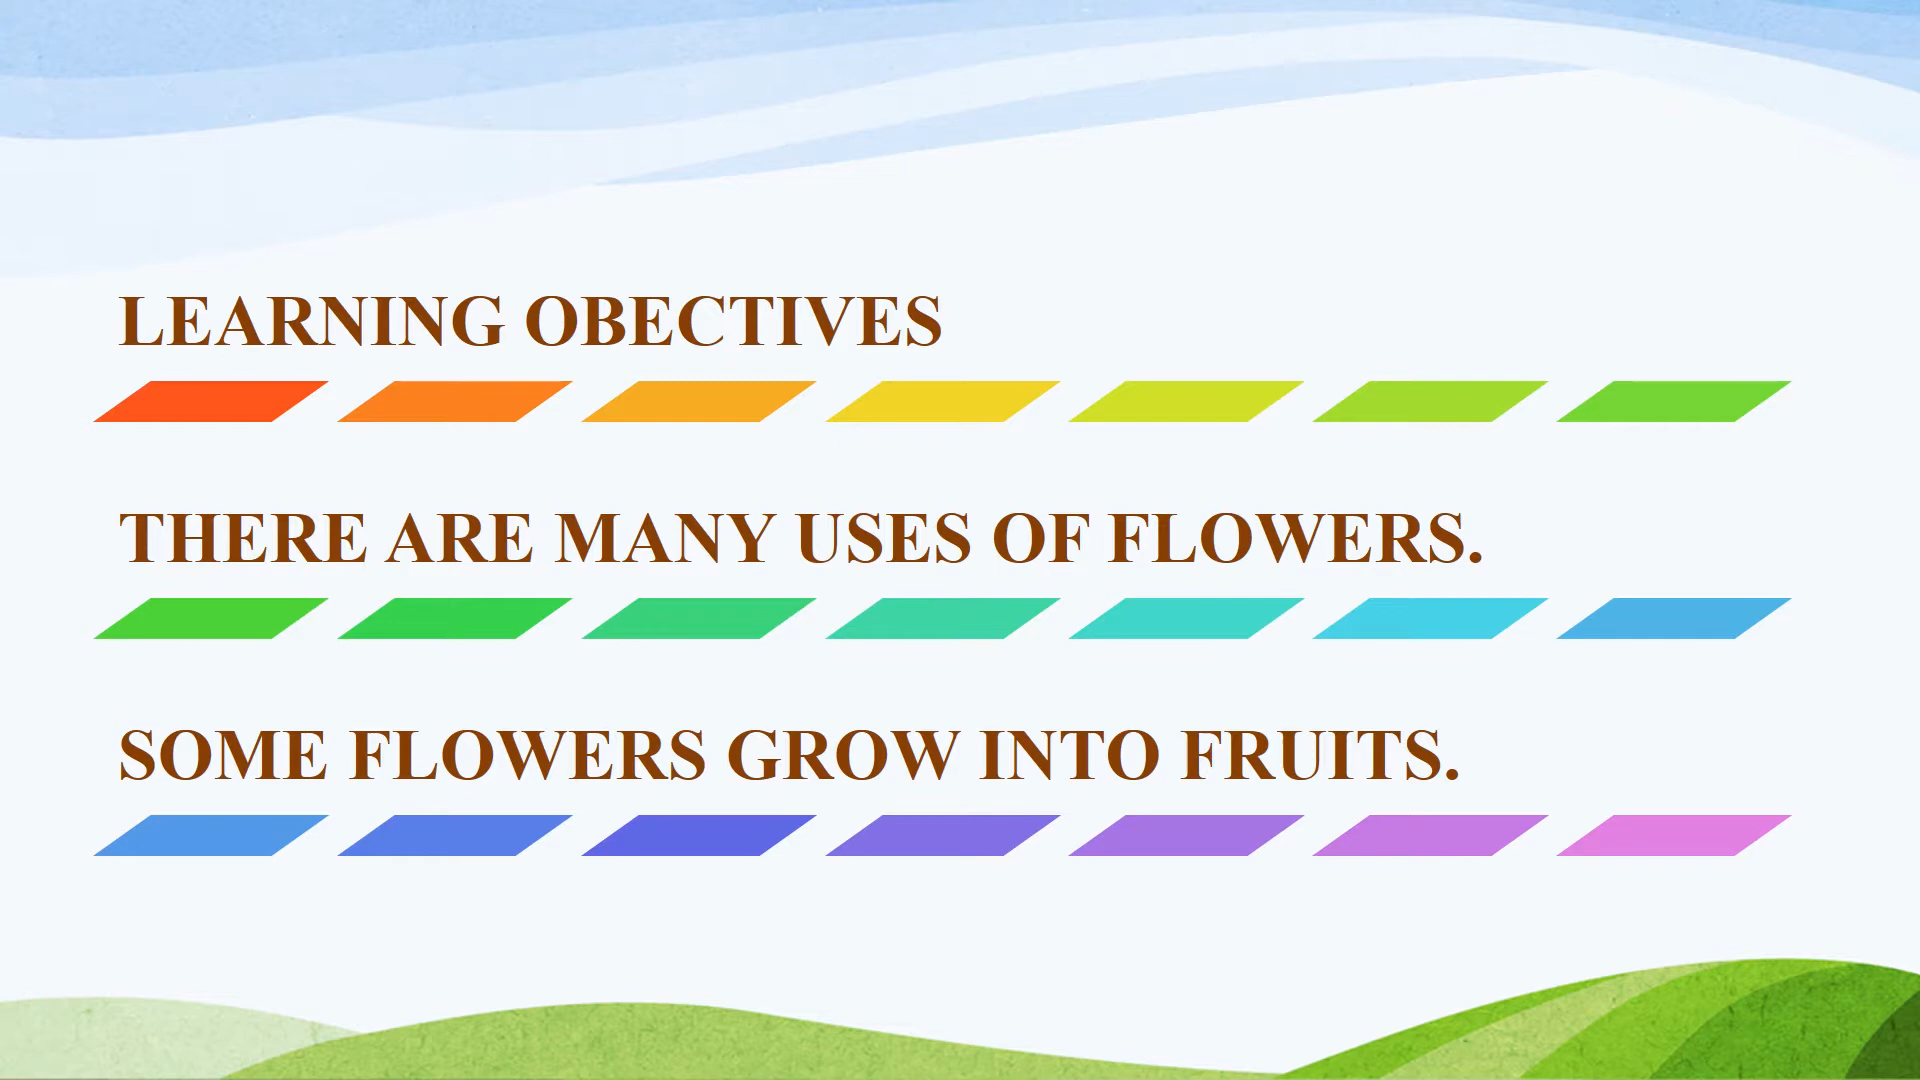 LEARNING OBECTIVES
THERE ARE MANY USES OF FLOWERS.
SOME FLOWERS GROW INTO FRUITS.